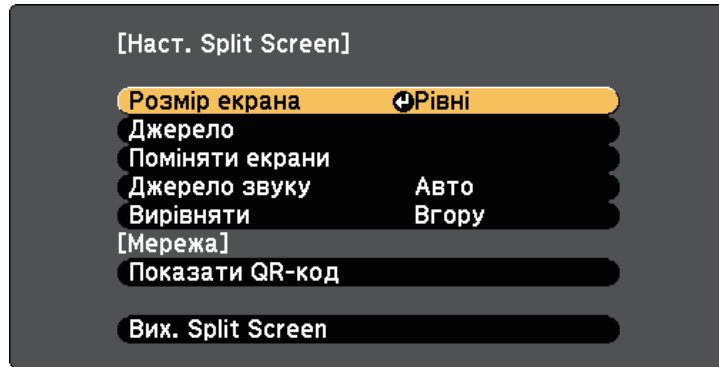 [Наст. Split Screen]
Розмір екрана Рівні
Джерело
Поміняти екрани
Джерело звуку Авто
Вирівняти Вгору
[Мережа]
Показати QR-код
Вих. Split Screen